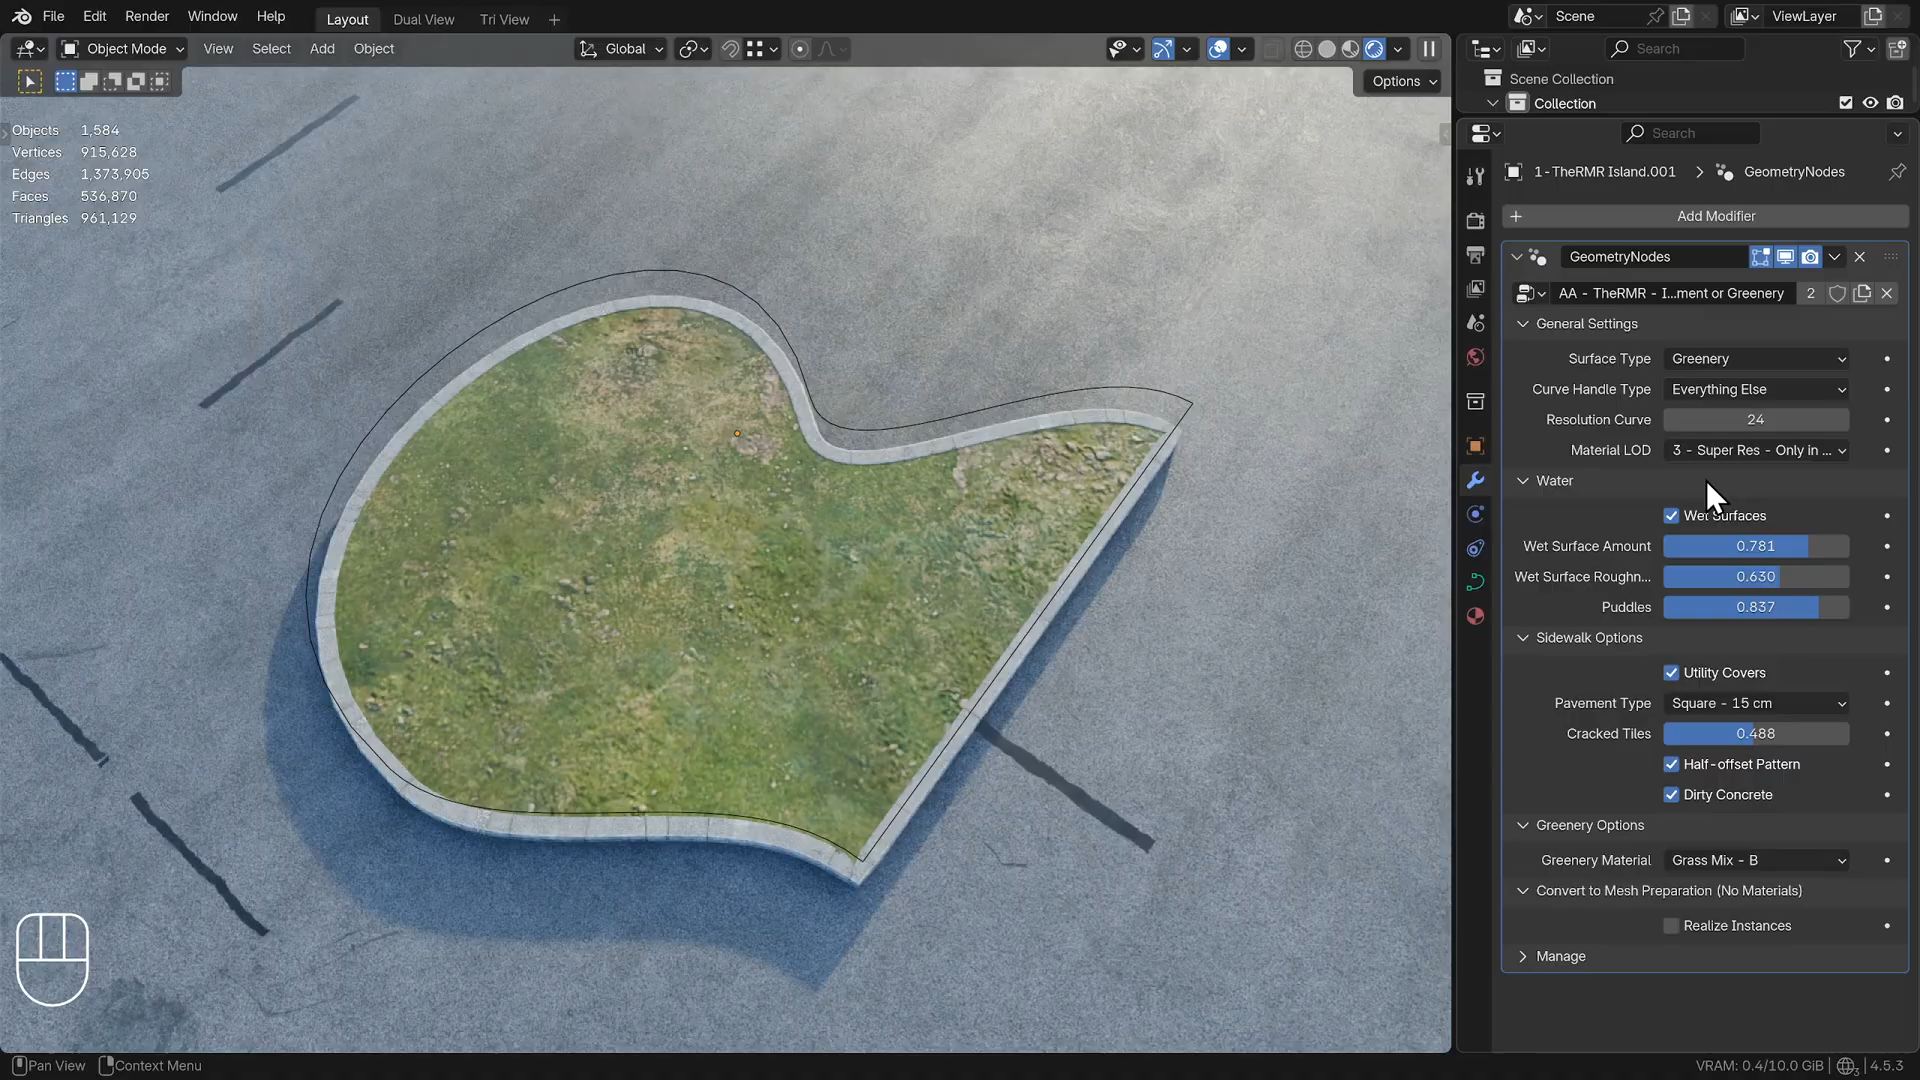 File Edit Render Window Help Layout Dual View Tri View + Scene ViewLayer
Object Mode View Select Add Object Global Search
Options
Scene Collection
Collection
Objects 1,584
Vertices 915,628
Edges 1,373,905
Faces 536,870
Triangles 961,129
Search
1-TheRMR Island.001 > GeometryNodes
+ Add Modifier
GeometryNodes
AA - TheRMR - I...ment or Greenery 2
General Settings
Surface Type Greenery
Curve Handle Type Everything Else
Resolution Curve 24
Material LOD 3 - Super Res - Only in ...
Water
Wet Surfaces
Wet Surface Amount 0.781
Wet Surface Roughn... 0.630
Puddles 0.837
Sidewalk Options
Utility Covers
Pavement Type Square - 15 cm
Cracked Tiles 0.488
Half-offset Pattern
Dirty Concrete
Greenery Options
Greenery Material Grass Mix - B
Convert to Mesh Preparation (No Materials)
Realize Instances
Manage
Pan View Context Menu VRAM: 0.4/10.0 GiB 3 4.5.3